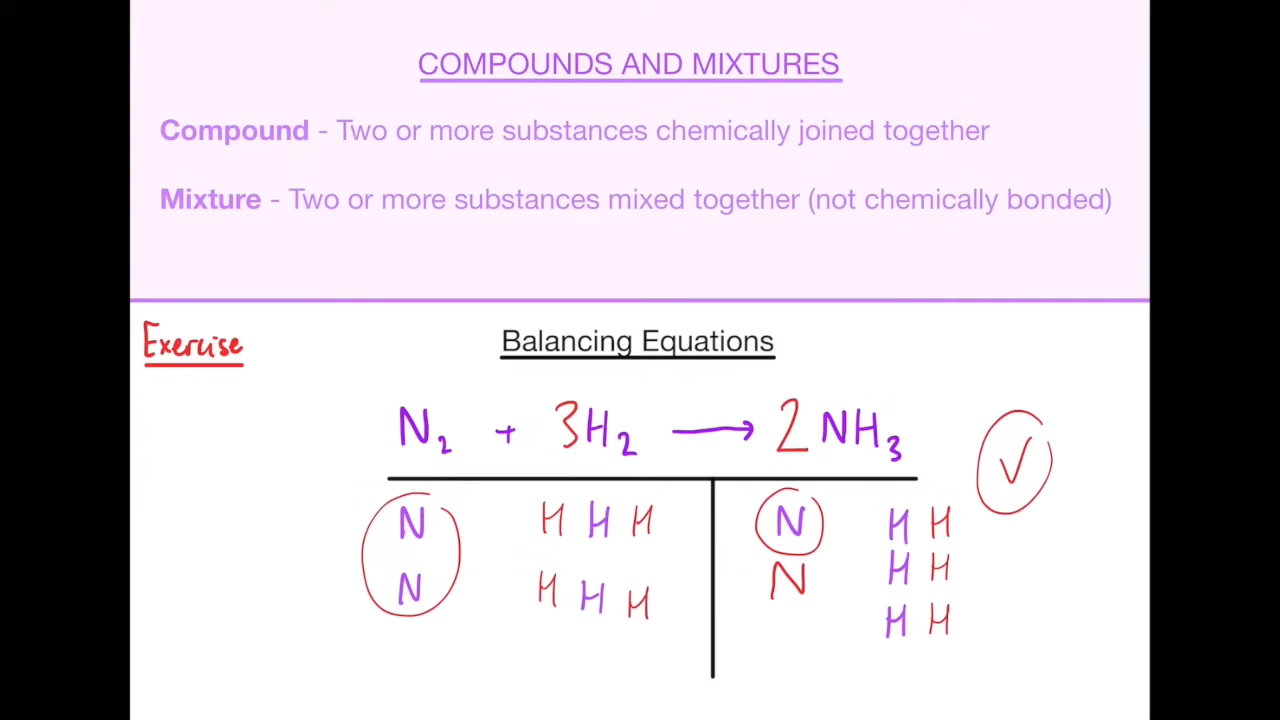 COMPOUNDS AND MIXTURES
Compound - Two or more substances chemically joined together
Mixture - Two or more substances mixed together (not chemically bonded)
Exercise
Balancing Equations
N₂ + 3H₂ ⟶ 2NH₃ ✓
N H H H N H H
N H H H N H H
H H